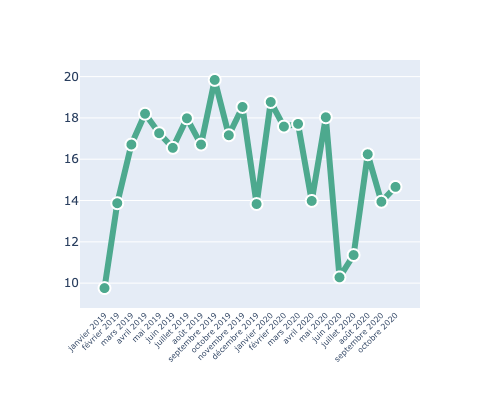 20
18
16
14
12
10
janvier 2019
février 2019
mars 2019
avril 2019
mai 2019
juin 2019
juillet 2019
août 2019
septembre 2019
octobre 2019
novembre 2019
décembre 2019
janvier 2020
février 2020
mars 2020
avril 2020
mai 2020
juin 2020
juillet 2020
août 2020
septembre 2020
octobre 2020